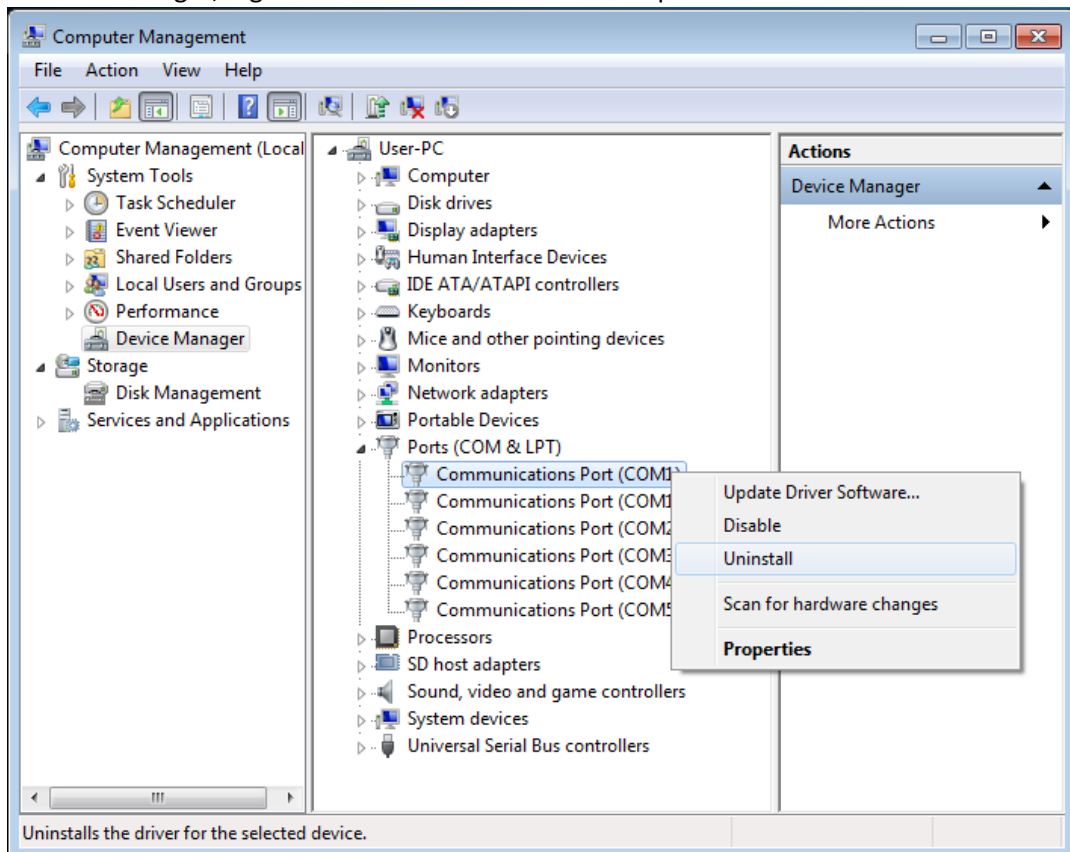 Computer Management
File Action View Help
Computer Management (Local
System Tools
Task Scheduler
Event Viewer
Shared Folders
Local Users and Groups
Performance
Device Manager
Storage
Disk Management
Services and Applications
User-PC
Computer
Disk drives
Display adapters
Human Interface Devices
IDE ATA/ATAPI controllers
Keyboards
Mice and other pointing devices
Monitors
Network adapters
Portable Devices
Ports (COM & LPT)
Communications Port (COM1)
Communications Port (COM1
Communications Port (COM2
Communications Port (COM3
Communications Port (COM4
Communications Port (COM5
Processors
SD host adapters
Sound, video and game controllers
System devices
Universal Serial Bus controllers
Update Driver Software...
Disable
Uninstall
Scan for hardware changes
Properties
Actions
Device Manager
More Actions
Uninstalls the driver for the selected device.